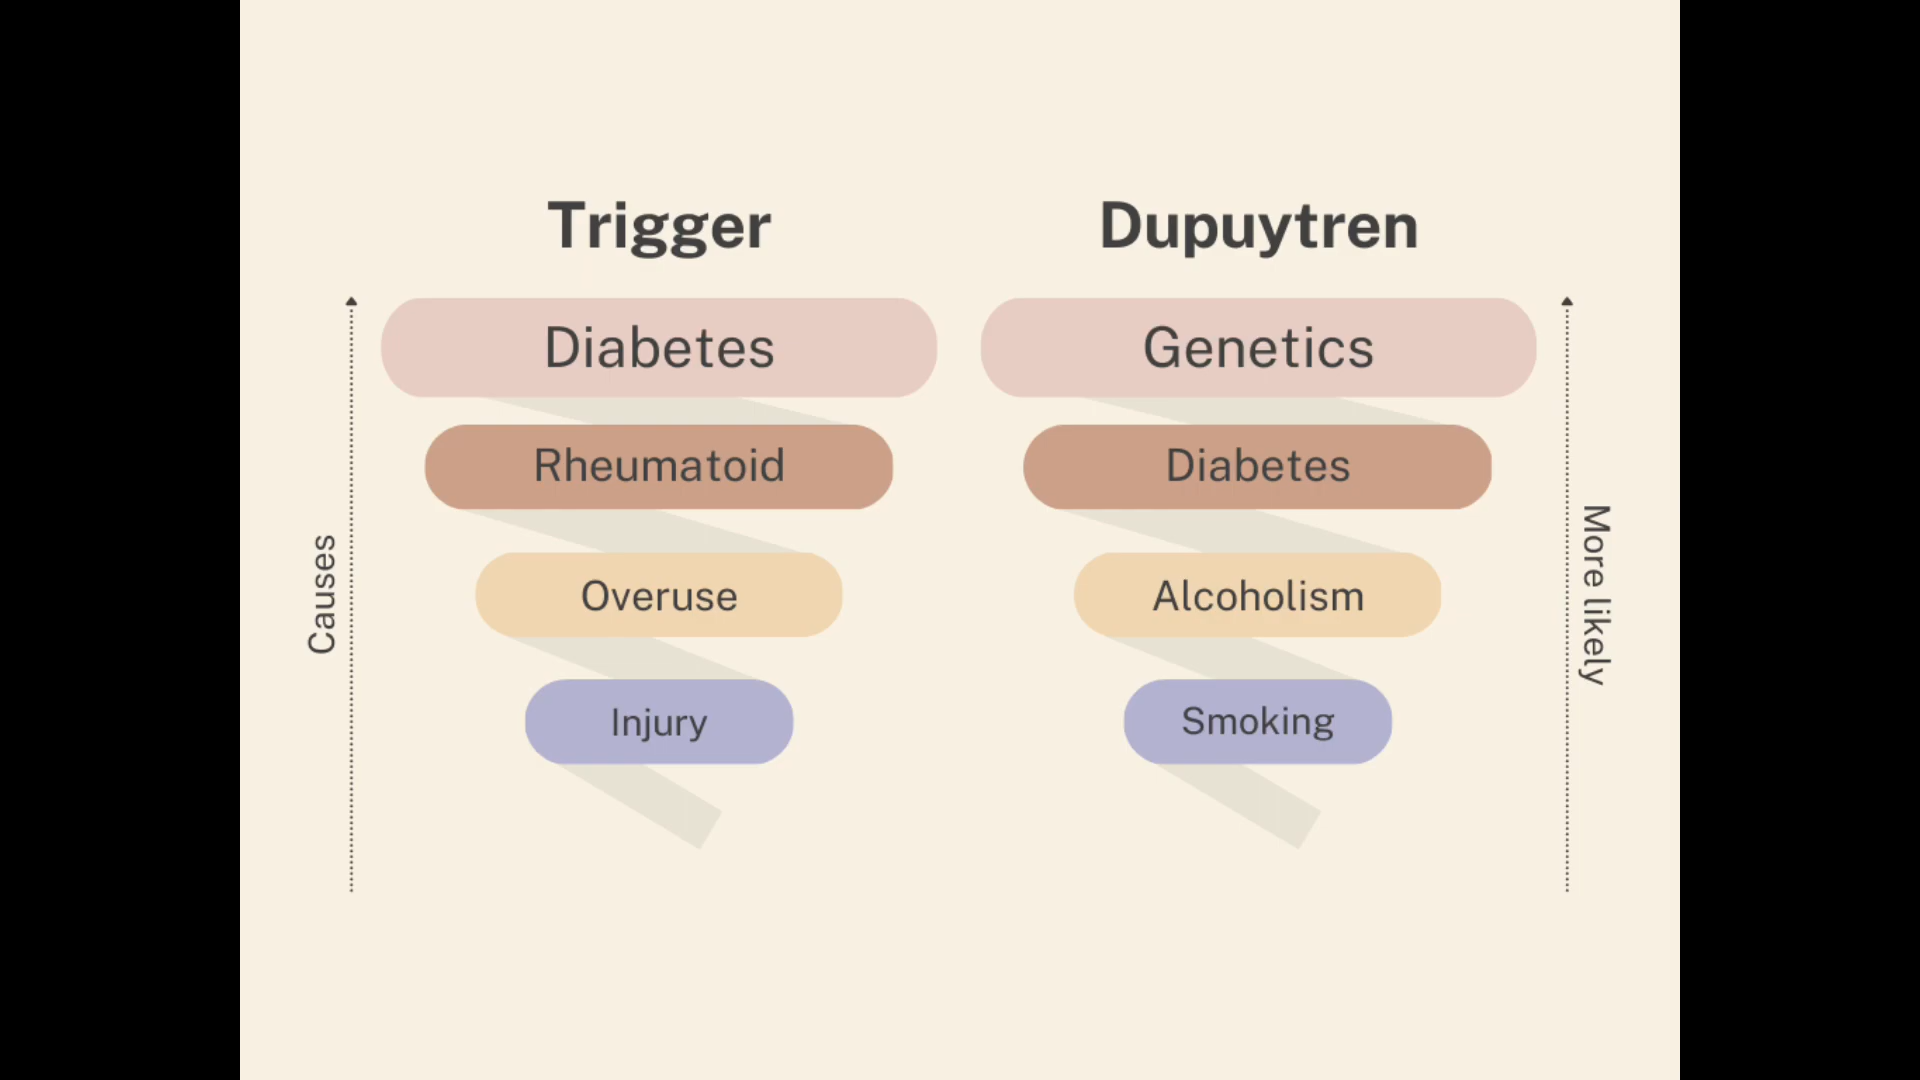 Trigger
Dupuytren
Diabetes
Genetics
Rheumatoid
Diabetes
Causes
Overuse
Alcoholism
More likely
Injury
Smoking